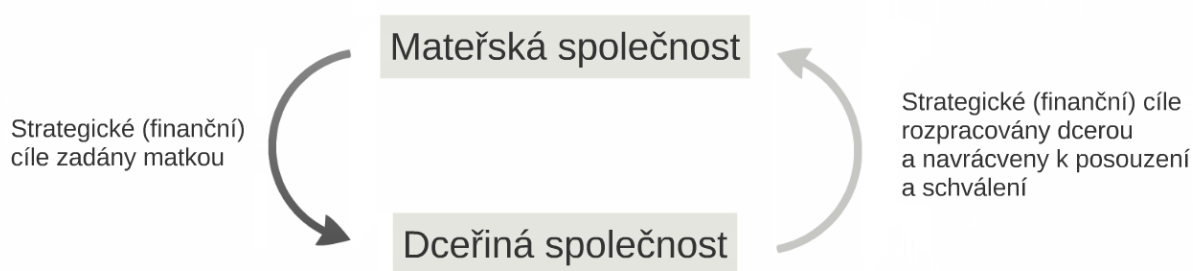 Mateřská společnost
Strategické (finanční)
cíle zadány matkou
Strategické (finanční) cíle
rozpracovány dcerou
a navrácveny k posouzení
a schválení
Dceřiná společnost